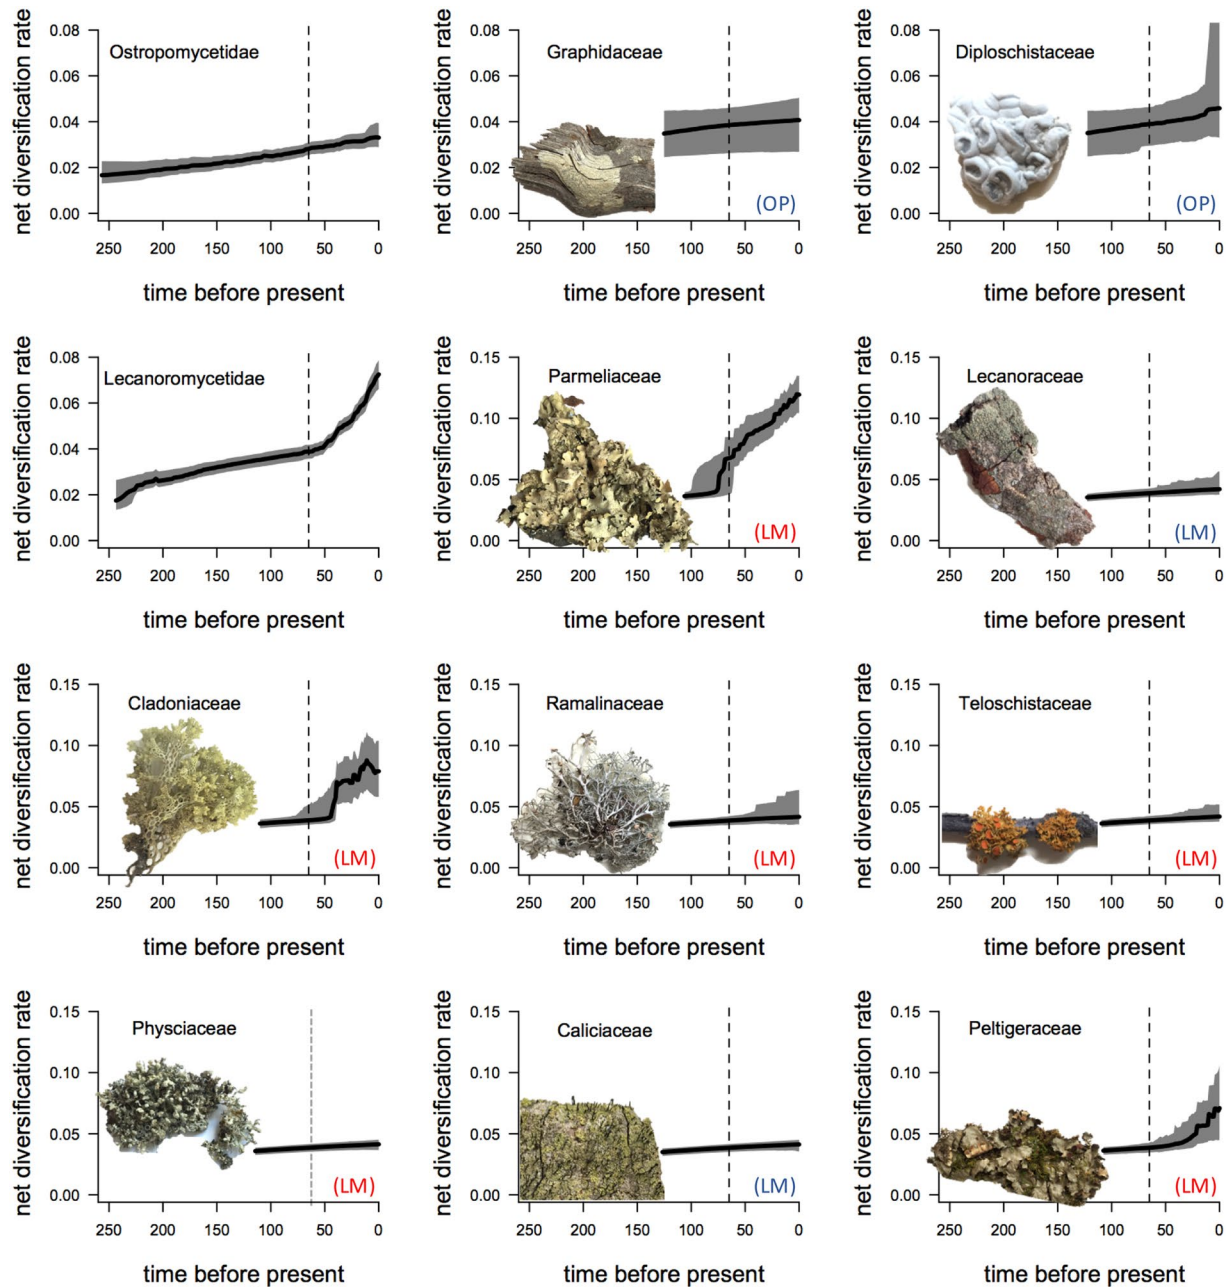 Ostropomycetidae
net diversification rate
0.08
0.06
0.04
0.02
0.00
250 200 150 100 50 0
time before present
Graphidaceae
net diversification rate
0.08
0.06
0.04
0.02
0.00
(OP)
250 200 150 100 50 0
time before present
Diploschistaceae
net diversification rate
0.08
0.06
0.04
0.02
0.00
(OP)
250 200 150 100 50 0
time before present
Lecanoromycetidae
net diversification rate
0.08
0.06
0.04
0.02
0.00
250 200 150 100 50 0
time before present
Parmeliaceae
net diversification rate
0.15
0.10
0.05
0.00
(LM)
250 200 150 100 50 0
time before present
Lecanoraceae
net diversification rate
0.15
0.10
0.05
0.00
(LM)
250 200 150 100 50 0
time before present
Cladoniaceae
net diversification rate
0.15
0.10
0.05
0.00
(LM)
250 200 150 100 50 0
time before present
Ramalinaceae
net diversification rate
0.15
0.10
0.05
0.00
(LM)
250 200 150 100 50 0
time before present
Teloschistaceae
net diversification rate
0.15
0.10
0.05
0.00
(LM)
250 200 150 100 50 0
time before present
Physciaceae
net diversification rate
0.15
0.10
0.05
0.00
(LM)
250 200 150 100 50 0
time before present
Caliciaceae
net diversification rate
0.15
0.10
0.05
0.00
(LM)
250 200 150 100 50 0
time before present
Peltigeraceae
net diversification rate
0.15
0.10
0.05
0.00
(LM)
250 200 150 100 50 0
time before present